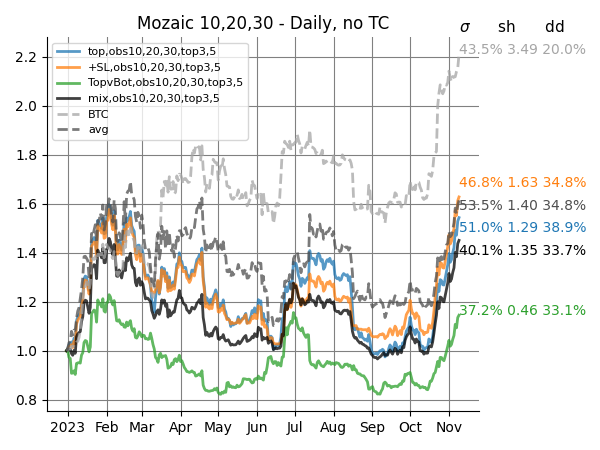 Mozaic 10,20,30 - Daily, no TC
σ sh dd
top,obs10,20,30,top3,5
+SL,obs10,20,30,top3,5
TopvBot,obs10,20,30,top3,5
mix,obs10,20,30,top3,5
BTC
avg
43.5% 3.49 20.0%
46.8% 1.63 34.8%
53.5% 1.40 34.8%
51.0% 1.29 38.9%
40.1% 1.35 33.7%
37.2% 0.46 33.1%
2.2
2.0
1.8
1.6
1.4
1.2
1.0
0.8
2023 Feb Mar Apr May Jun Jul Aug Sep Oct Nov